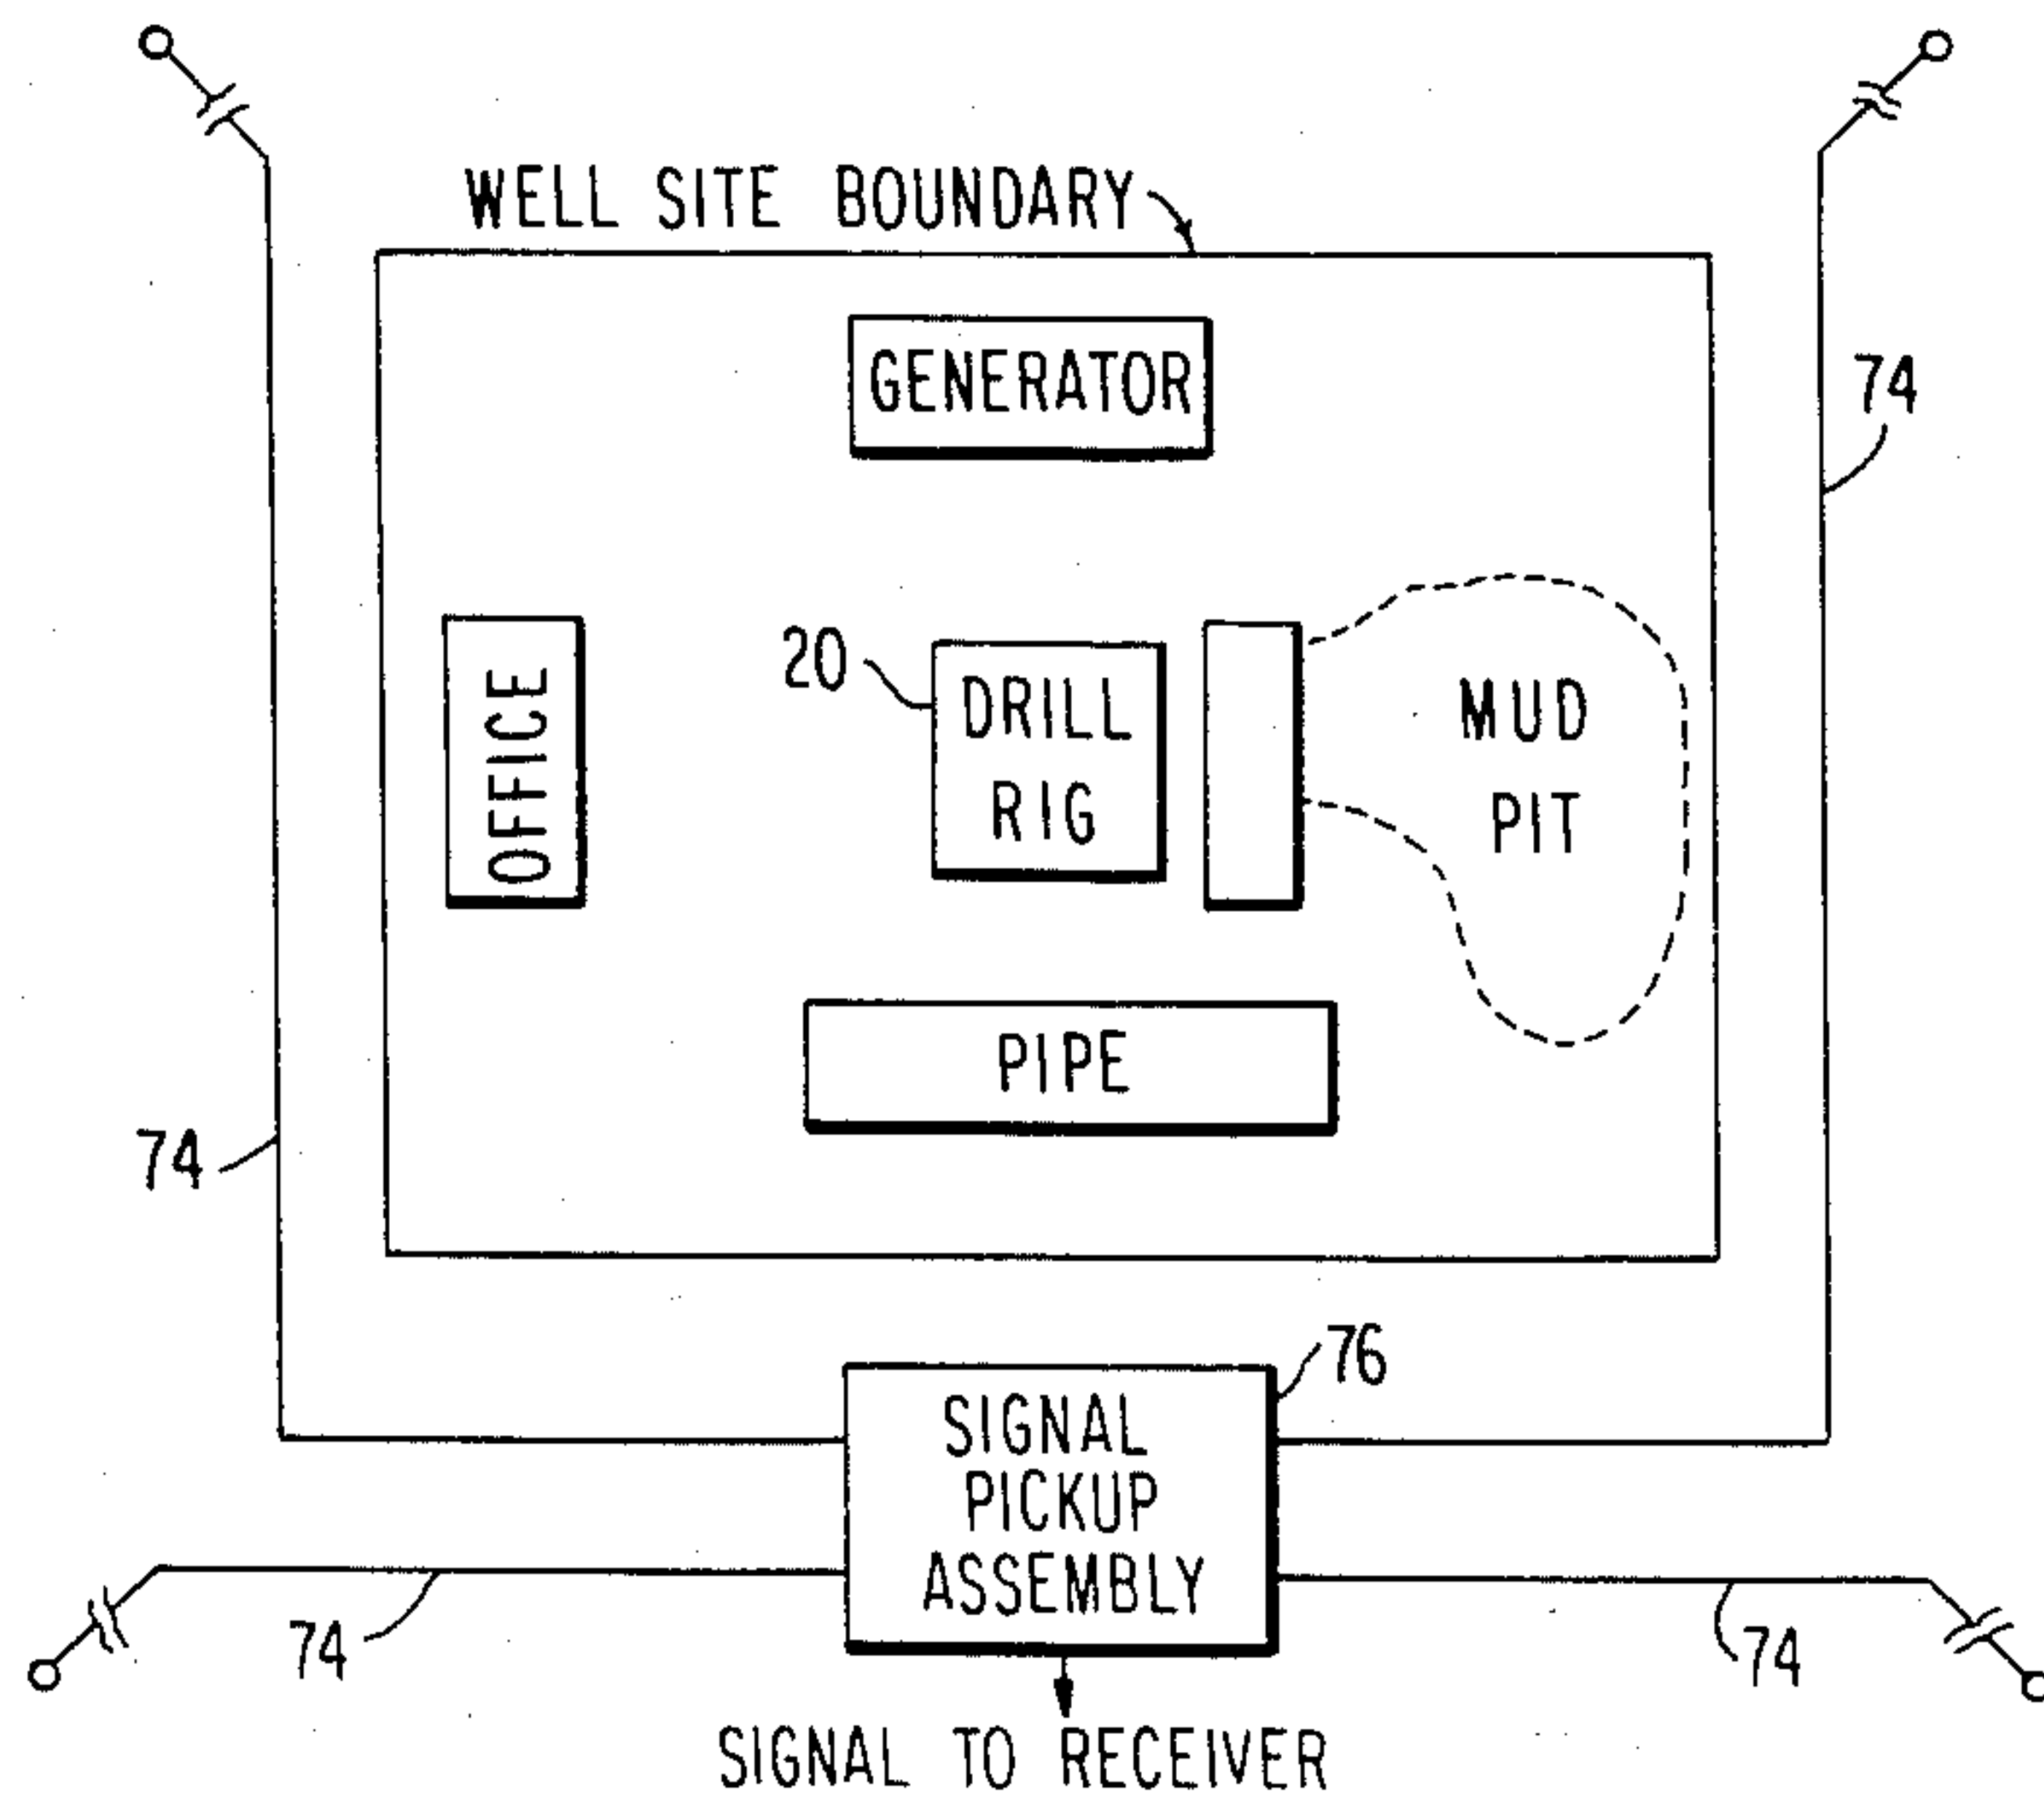 WELL SITE BOUNDARY
GENERATOR
74
20
DRILL
RIG
OFFICE
MUD
PIT
PIPE
74
76
SIGNAL
PICKUP
ASSEMBLY
74
74
SIGNAL TO RECEIVER